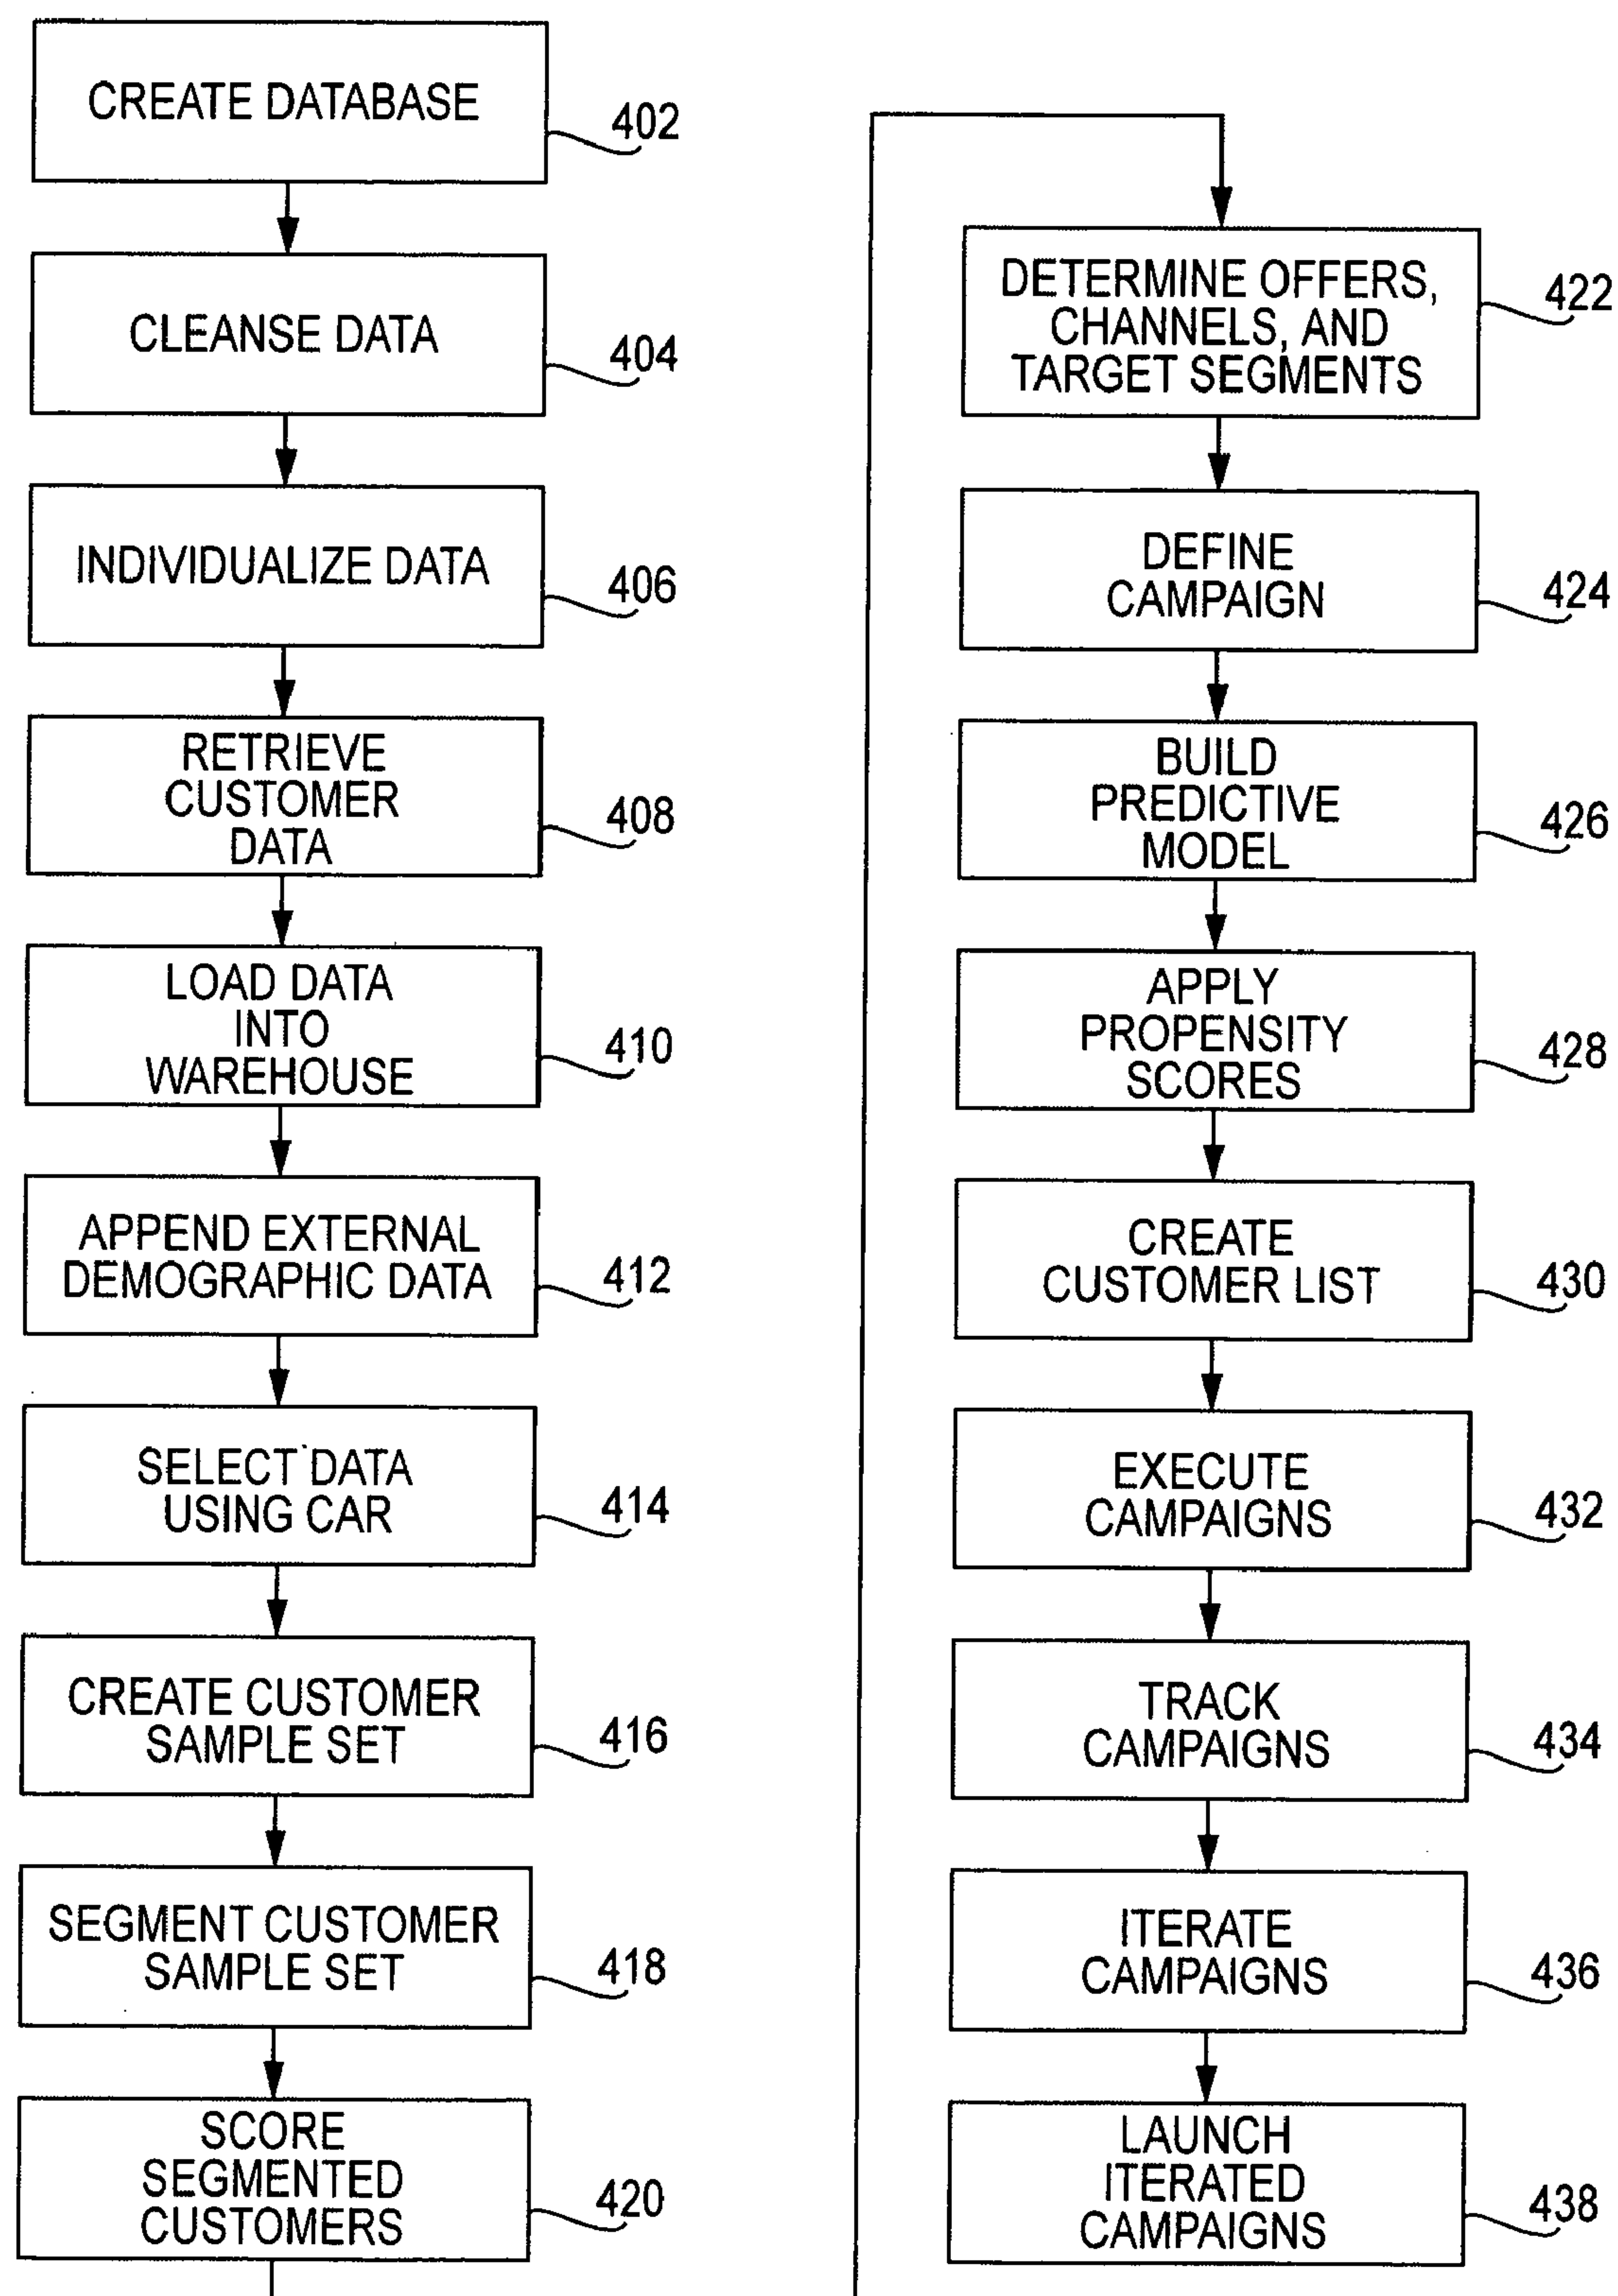 CREATE DATABASE
402
CLEANSE DATA
404
INDIVIDUALIZE DATA
406
RETRIEVE
CUSTOMER
DATA
408
LOAD DATA
INTO
WAREHOUSE
410
APPEND EXTERNAL
DEMOGRAPHIC DATA
412
SELECT DATA
USING CAR
414
CREATE CUSTOMER
SAMPLE SET
416
SEGMENT CUSTOMER
SAMPLE SET
418
SCORE
SEGMENTED
CUSTOMERS
420
DETERMINE OFFERS,
CHANNELS, AND
TARGET SEGMENTS
422
DEFINE
CAMPAIGN
424
BUILD
PREDICTIVE
MODEL
426
APPLY
PROPENSITY
SCORES
428
CREATE
CUSTOMER LIST
430
EXECUTE
CAMPAIGNS
432
TRACK
CAMPAIGNS
434
ITERATE
CAMPAIGNS
436
LAUNCH
ITERATED
CAMPAIGNS
438